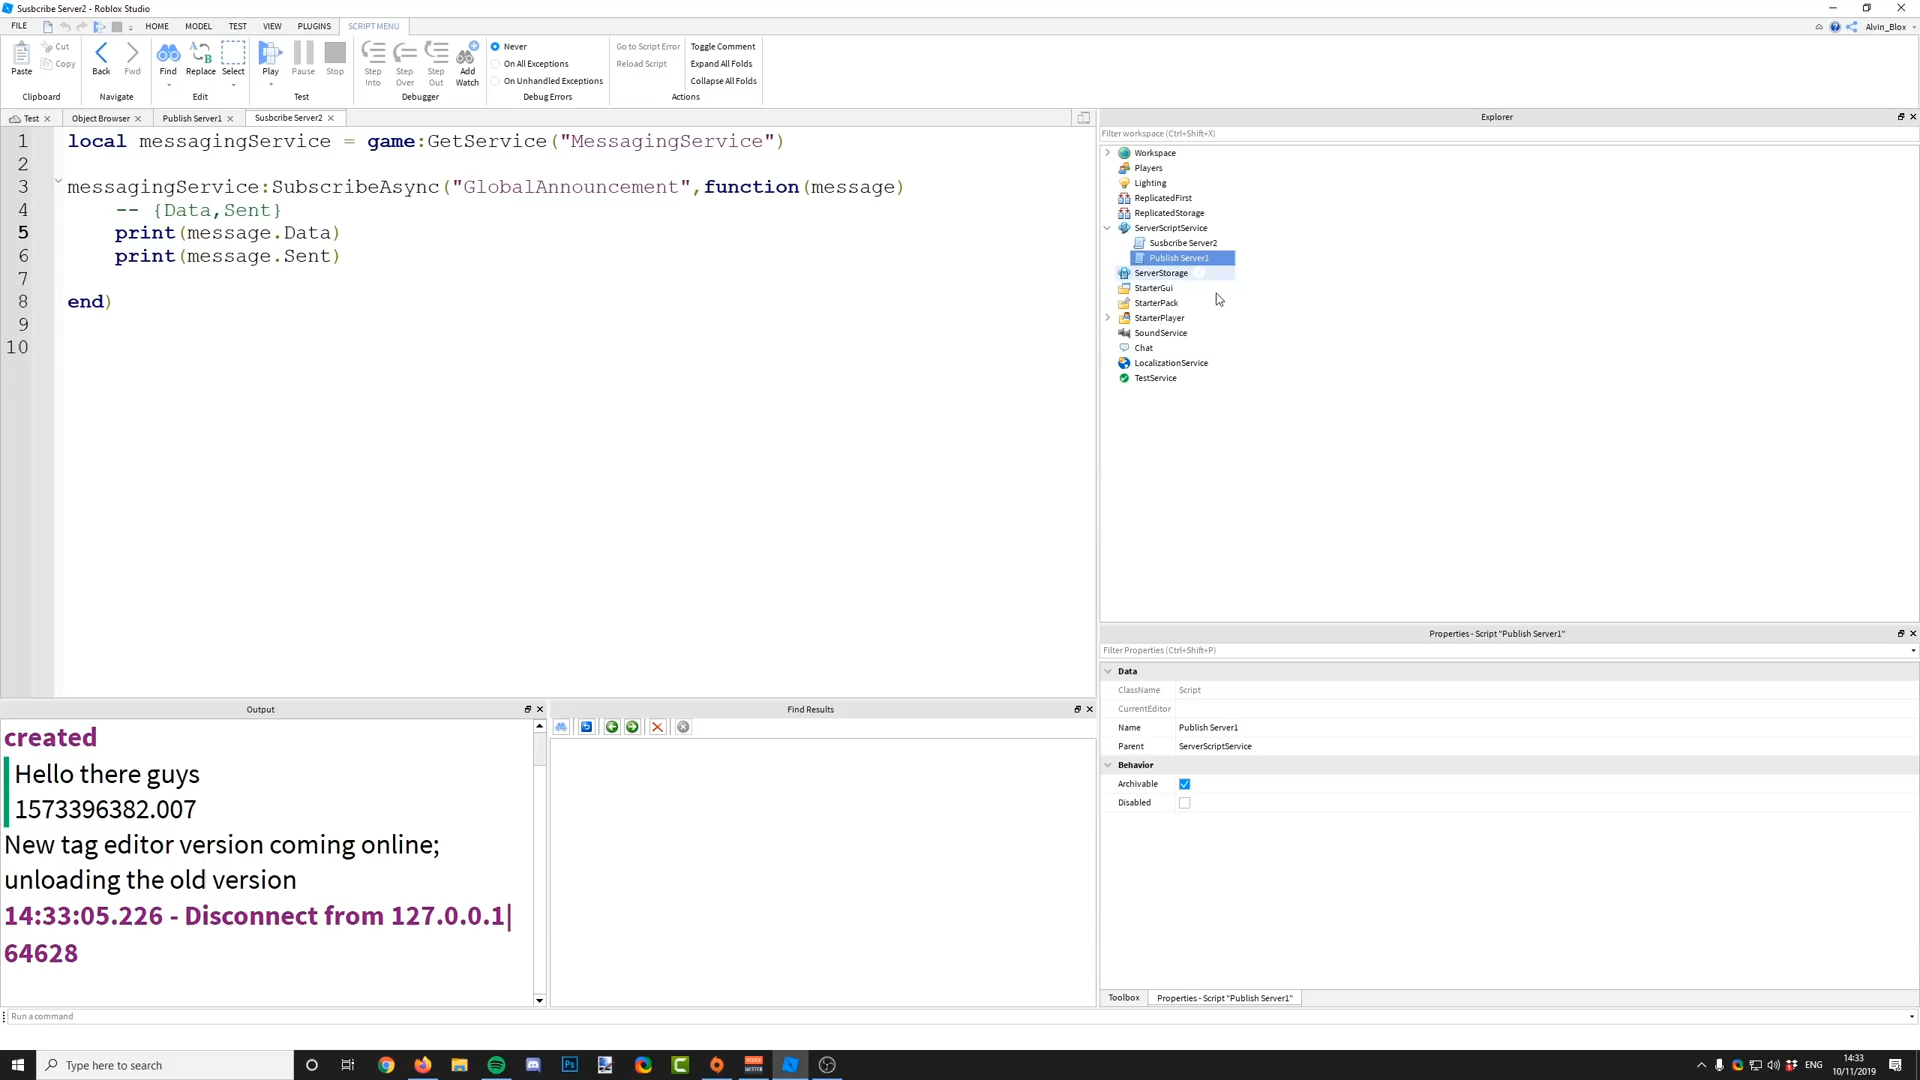 Susbcribe Server2 - Roblox Studio
FILE HOME MODEL TEST VIEW PLUGINS SCRIPT MENU Alvin_Blox
Paste Cut Copy Back Fwd Find Replace Select Play Pause Stop Step Into Step Over Step Out Add Watch
Never
On All Exceptions
On Unhandled Exceptions
Go to Script Error
Reload Script
Toggle Comment
Expand All Folds
Collapse All Folds
Clipboard Navigate Edit Test Debugger Debug Errors Actions
Test Object Browser Publish Server1 Susbcribe Server2
1 local messagingService = game:GetService("MessagingService")
2
3 messagingService:SubscribeAsync("GlobalAnnouncement",function(message)
4 -- {Data,Sent}
5 print(message.Data)
6 print(message.Sent)
7
8 end)
9
10
Explorer
Filter workspace (Ctrl+Shift+X)
Workspace
Players
Lighting
ReplicatedFirst
ReplicatedStorage
ServerScriptService
Susbcribe Server2
Publish Server1
ServerStorage
StarterGui
StarterPack
StarterPlayer
SoundService
Chat
LocalizationService
TestService
Properties - Script "Publish Server1"
Filter Properties (Ctrl+Shift+P)
Data
ClassName Script
CurrentEditor
Name Publish Server1
Parent ServerScriptService
Behavior
Archivable
Disabled
Toolbox Properties - Script "Publish Server1"
Output
created
Hello there guys
1573396382.007
New tag editor version coming online;
unloading the old version
14:33:05.226 - Disconnect from 127.0.0.1|
64628
Find Results
Run a command
Type here to search
Ps
ENG
14:33
10/11/2019